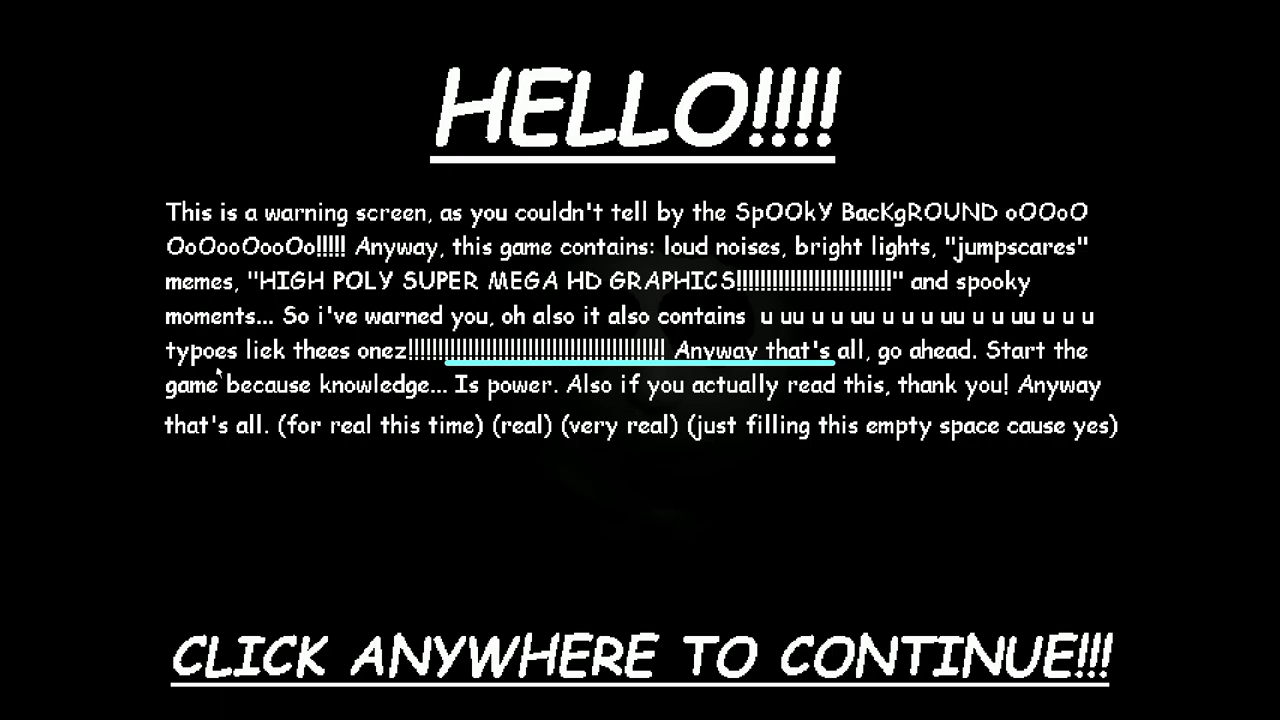 HELLO!!!!
This is a warning screen, as you couldn't tell by the SpOOkY BacKgROUND oOOoO
OoOooOooOo!!!!! Anyway, this game contains: loud noises, bright lights, "jumpscares"
memes, "HIGH POLY SUPER MEGA HD GRAPHICS!!!!!!!!!!!!!!!!!!!!!!!!!!" and spooky
moments... So i've warned you, oh also it also contains  u uu u u uu u u u uu u u uu u u u
typoes liek thees onez!!!!!!!!!!!!!!!!!!!!!!!!!!!!!!!!!!!!!!!!!!! Anyway that's all, go ahead. Start the
game because knowledge... Is power. Also if you actually read this, thank you! Anyway
that's all. (for real this time) (real) (very real) (just filling this empty space cause yes)
CLICK ANYWHERE TO CONTINUE!!!